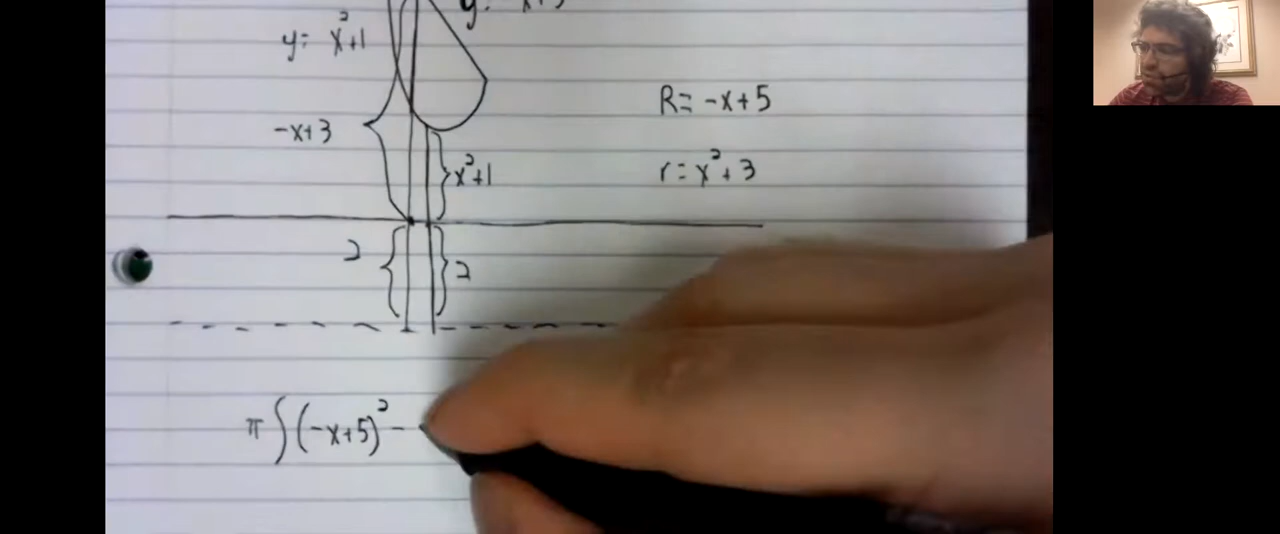 y = x²+1
-x+3
R = -x+5
x²+1
r = x²+3
2
2
π∫(-x+5)² -